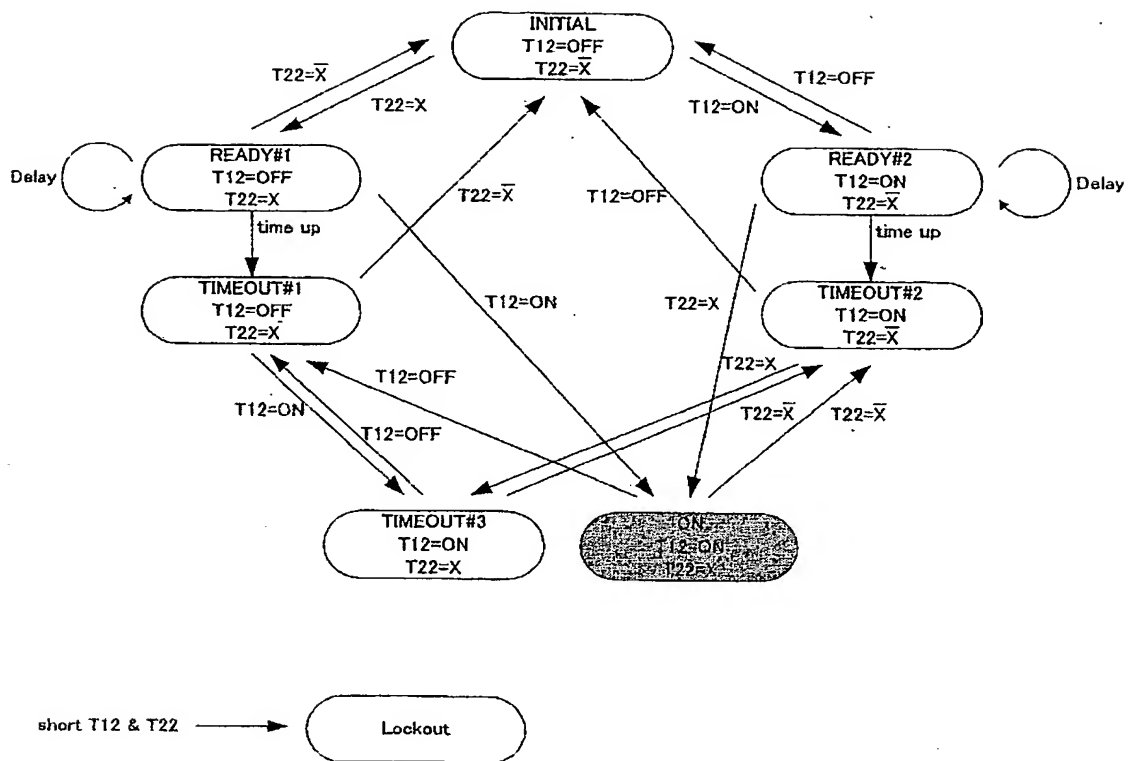 INITIAL
T12=OFF
T22=X̅
T22=X̅
T22=X
T12=OFF
T12=ON
Delay
READY#1
T12=OFF
T22=X
READY#2
T12=ON
T22=X̅
Delay
T22=X̅
T12=OFF
time up
time up
TIMEOUT#1
T12=OFF
T22=X
T12=ON
T22=X
TIMEOUT#2
T12=ON
T22=X̅
T12=OFF
T22=X
T12=ON
T12=OFF
T22=X̅
T22=X̅
TIMEOUT#3
T12=ON
T22=X
ON
T12=ON
T22=X
short T12 & T22
Lockout